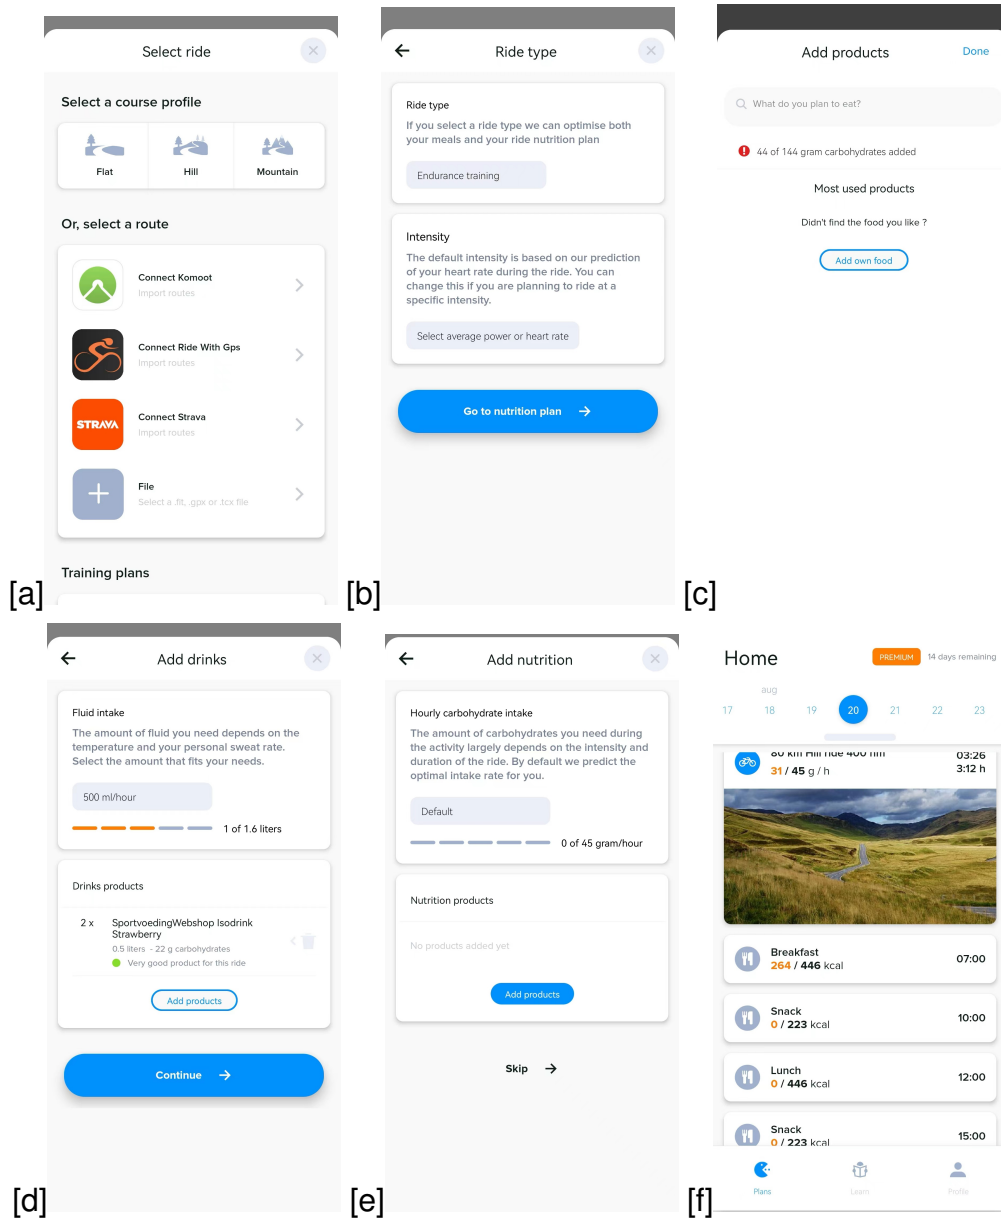 Select ride
Select a course profile
Flat
Hill
Mountain
Or, select a route
Connect Komoot
Import routes
Connect Ride With Gps
Import routes
STRAVA
Connect Strava
Import routes
File
Select a .fit, .gpx or .tcx file
Training plans
[a]
Ride type
Ride type
If you select a ride type we can optimise both
your meals and your ride nutrition plan
Endurance training
Intensity
The default intensity is based on our prediction
of your heart rate during the ride. You can
change this if you are planning to ride at a
specific intensity.
Select average power or heart rate
Go to nutrition plan
[b]
Add products
Done
What do you plan to eat?
44 of 144 gram carbohydrates added
Most used products
Didn't find the food you like ?
Add own food
[c]
Add drinks
Fluid intake
The amount of fluid you need depends on the
temperature and your personal sweat rate.
Select the amount that fits your needs.
500 ml/hour
1 of 1.6 liters
Drinks products
2 x
SportvoedingWebshop Isodrink
Strawberry
0.5 liters - 22 g carbohydrates
Very good product for this ride
Add products
Continue
[d]
Add nutrition
Hourly carbohydrate intake
The amount of carbohydrates you need during
the activity largely depends on the intensity and
duration of the ride. By default we predict the
optimal intake rate for you.
Default
0 of 45 gram/hour
Nutrition products
No products added yet
Add products
Skip
[e]
Home
PREMIUM
14 days remaining
aug
17 18 19 20 21 22 23
80 km Hill ride 400 hm 03:26
31 / 45 g / h 3:12 h
Breakfast
264 / 446 kcal
07:00
Snack
0 / 223 kcal
10:00
Lunch
0 / 446 kcal
12:00
Snack
0 / 223 kcal
15:00
Plans
Learn
Profile
[f]